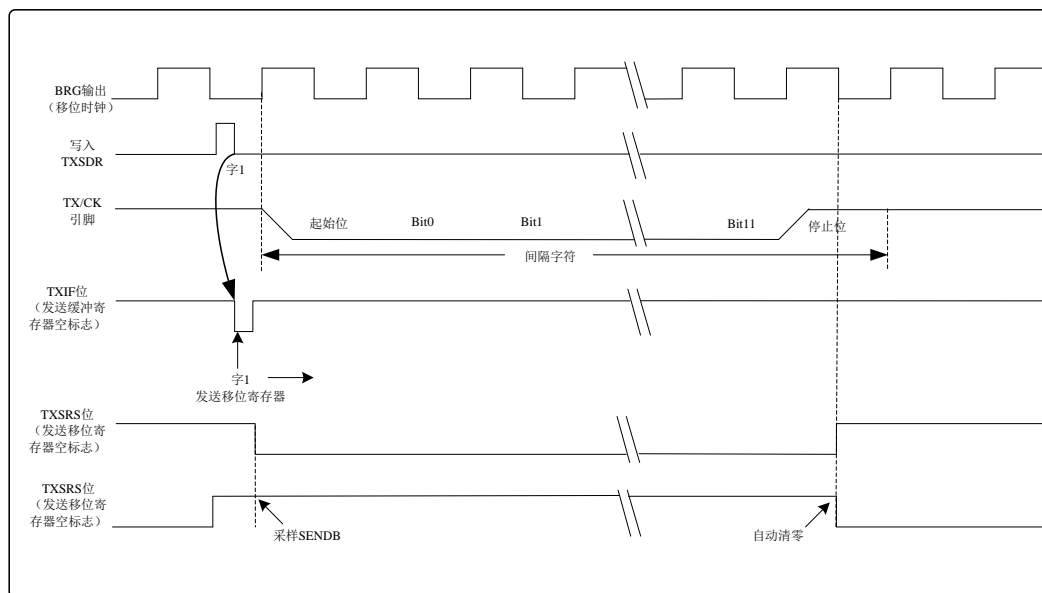 BRG输出
（移位时钟）
写入
TXSDR
字1
TX/CK
引脚
起始位
Bit0
Bit1
Bit11
停止位
间隔字符
TXIF位
（发送缓冲寄
存器空标志）
字1
发送移位寄存器
TXSRS位
（发送移位寄
存器空标志）
TXSRS位
（发送移位寄
存器空标志）
采样SENDB
自动清零